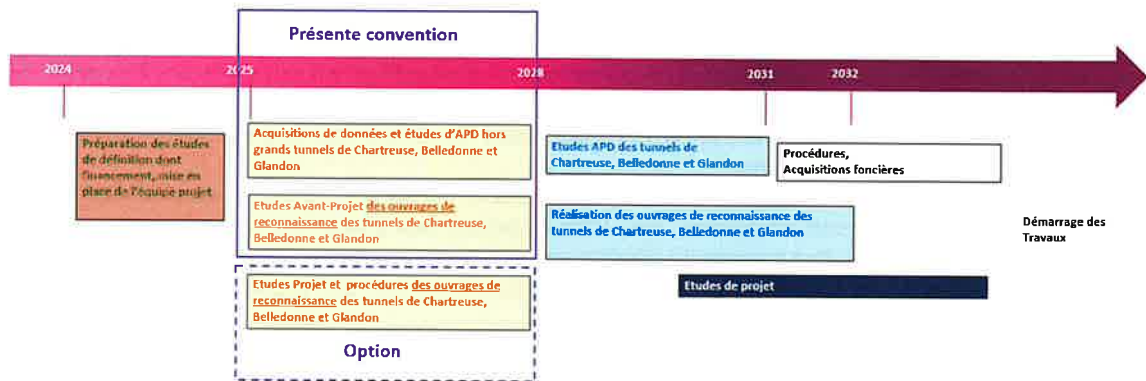 Présente convention
2024
2025
2028
2031
2032
Préparation des études
de définition dont
financement, mise en
place de l'équipe projet
Acquisitions de données et études d'APD hors
grands tunnels de Chartreuse, Belledonne et
Glandon
Etudes APD des tunnels de
Chartreuse, Belledonne et Glandon
Procédures,
Acquisitions foncières
Etudes Avant-Projet des ouvrages de
reconnaissance des tunnels de Chartreuse,
Belledonne et Glandon
Réalisation des ouvrages de reconnaissance des
tunnels de Chartreuse, Belledonne et Glandon
Démarrage des
Travaux
Etudes Projet et procédures des ouvrages de
reconnaissance des tunnels de Chartreuse,
Belledonne et Glandon
Etudes de projet
Option